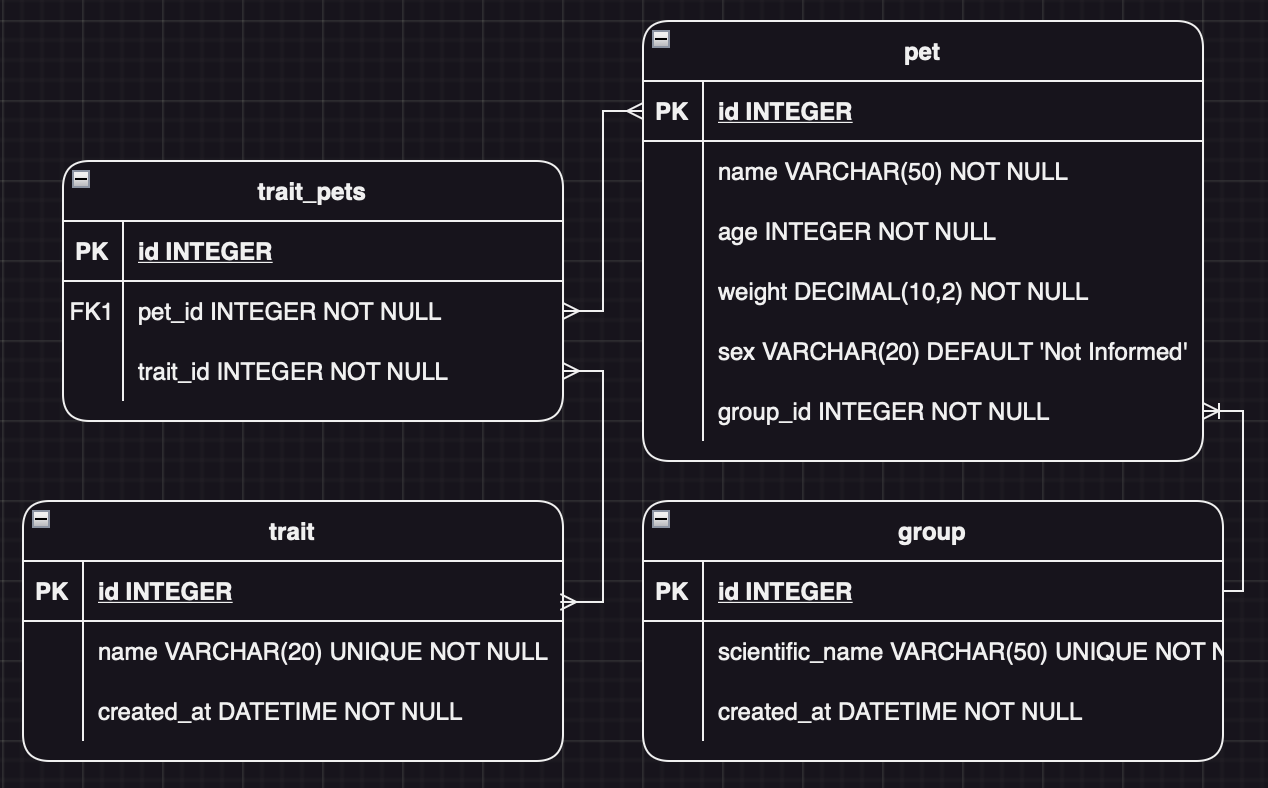 pet
PK id INTEGER
name VARCHAR(50) NOT NULL
age INTEGER NOT NULL
weight DECIMAL(10,2) NOT NULL
sex VARCHAR(20) DEFAULT 'Not Informed'
group_id INTEGER NOT NULL
trait_pets
PK id INTEGER
FK1 pet_id INTEGER NOT NULL
trait_id INTEGER NOT NULL
trait
PK id INTEGER
name VARCHAR(20) UNIQUE NOT NULL
created_at DATETIME NOT NULL
group
PK id INTEGER
scientific_name VARCHAR(50) UNIQUE NOT
created_at DATETIME NOT NULL